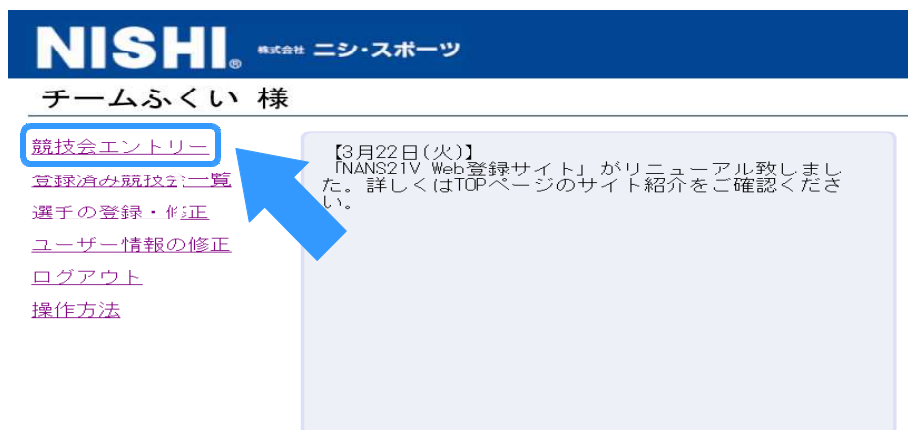 NISHI® 株式会社 ニシ・スポーツ
チームふくい 様
競技会エントリー
登録済み競技会一覧
選手の登録・修正
ユーザー情報の修正
ログアウト
操作方法
【3月22日(火)】
「NANS21V Web登録サイト」がリニューアル致しまし
た。詳しくはTOPページのサイト紹介をご確認くださ
い。